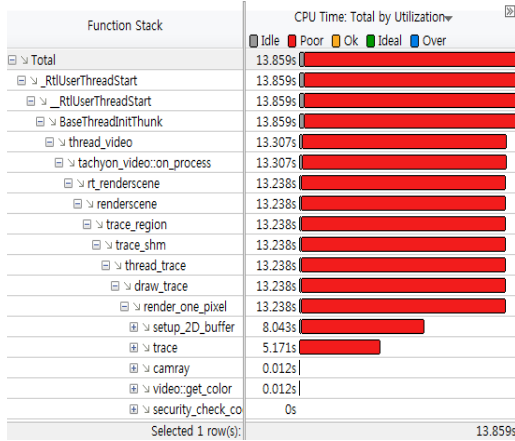 Function Stack
CPU Time: Total by Utilization
Idle Poor Ok Ideal Over
Total 13.859s
_RtlUserThreadStart 13.859s
__RtlUserThreadStart 13.859s
BaseThreadInitThunk 13.859s
thread_video 13.307s
tachyon_video::on_process 13.307s
rt_renderscene 13.238s
renderscene 13.238s
trace_region 13.238s
trace_shm 13.238s
thread_trace 13.238s
draw_trace 13.238s
render_one_pixel 13.238s
setup_2D_buffer 8.043s
trace 5.171s
camray 0.012s
video::get_color 0.012s
security_check_co 0s
Selected 1 row(s): 13.859s